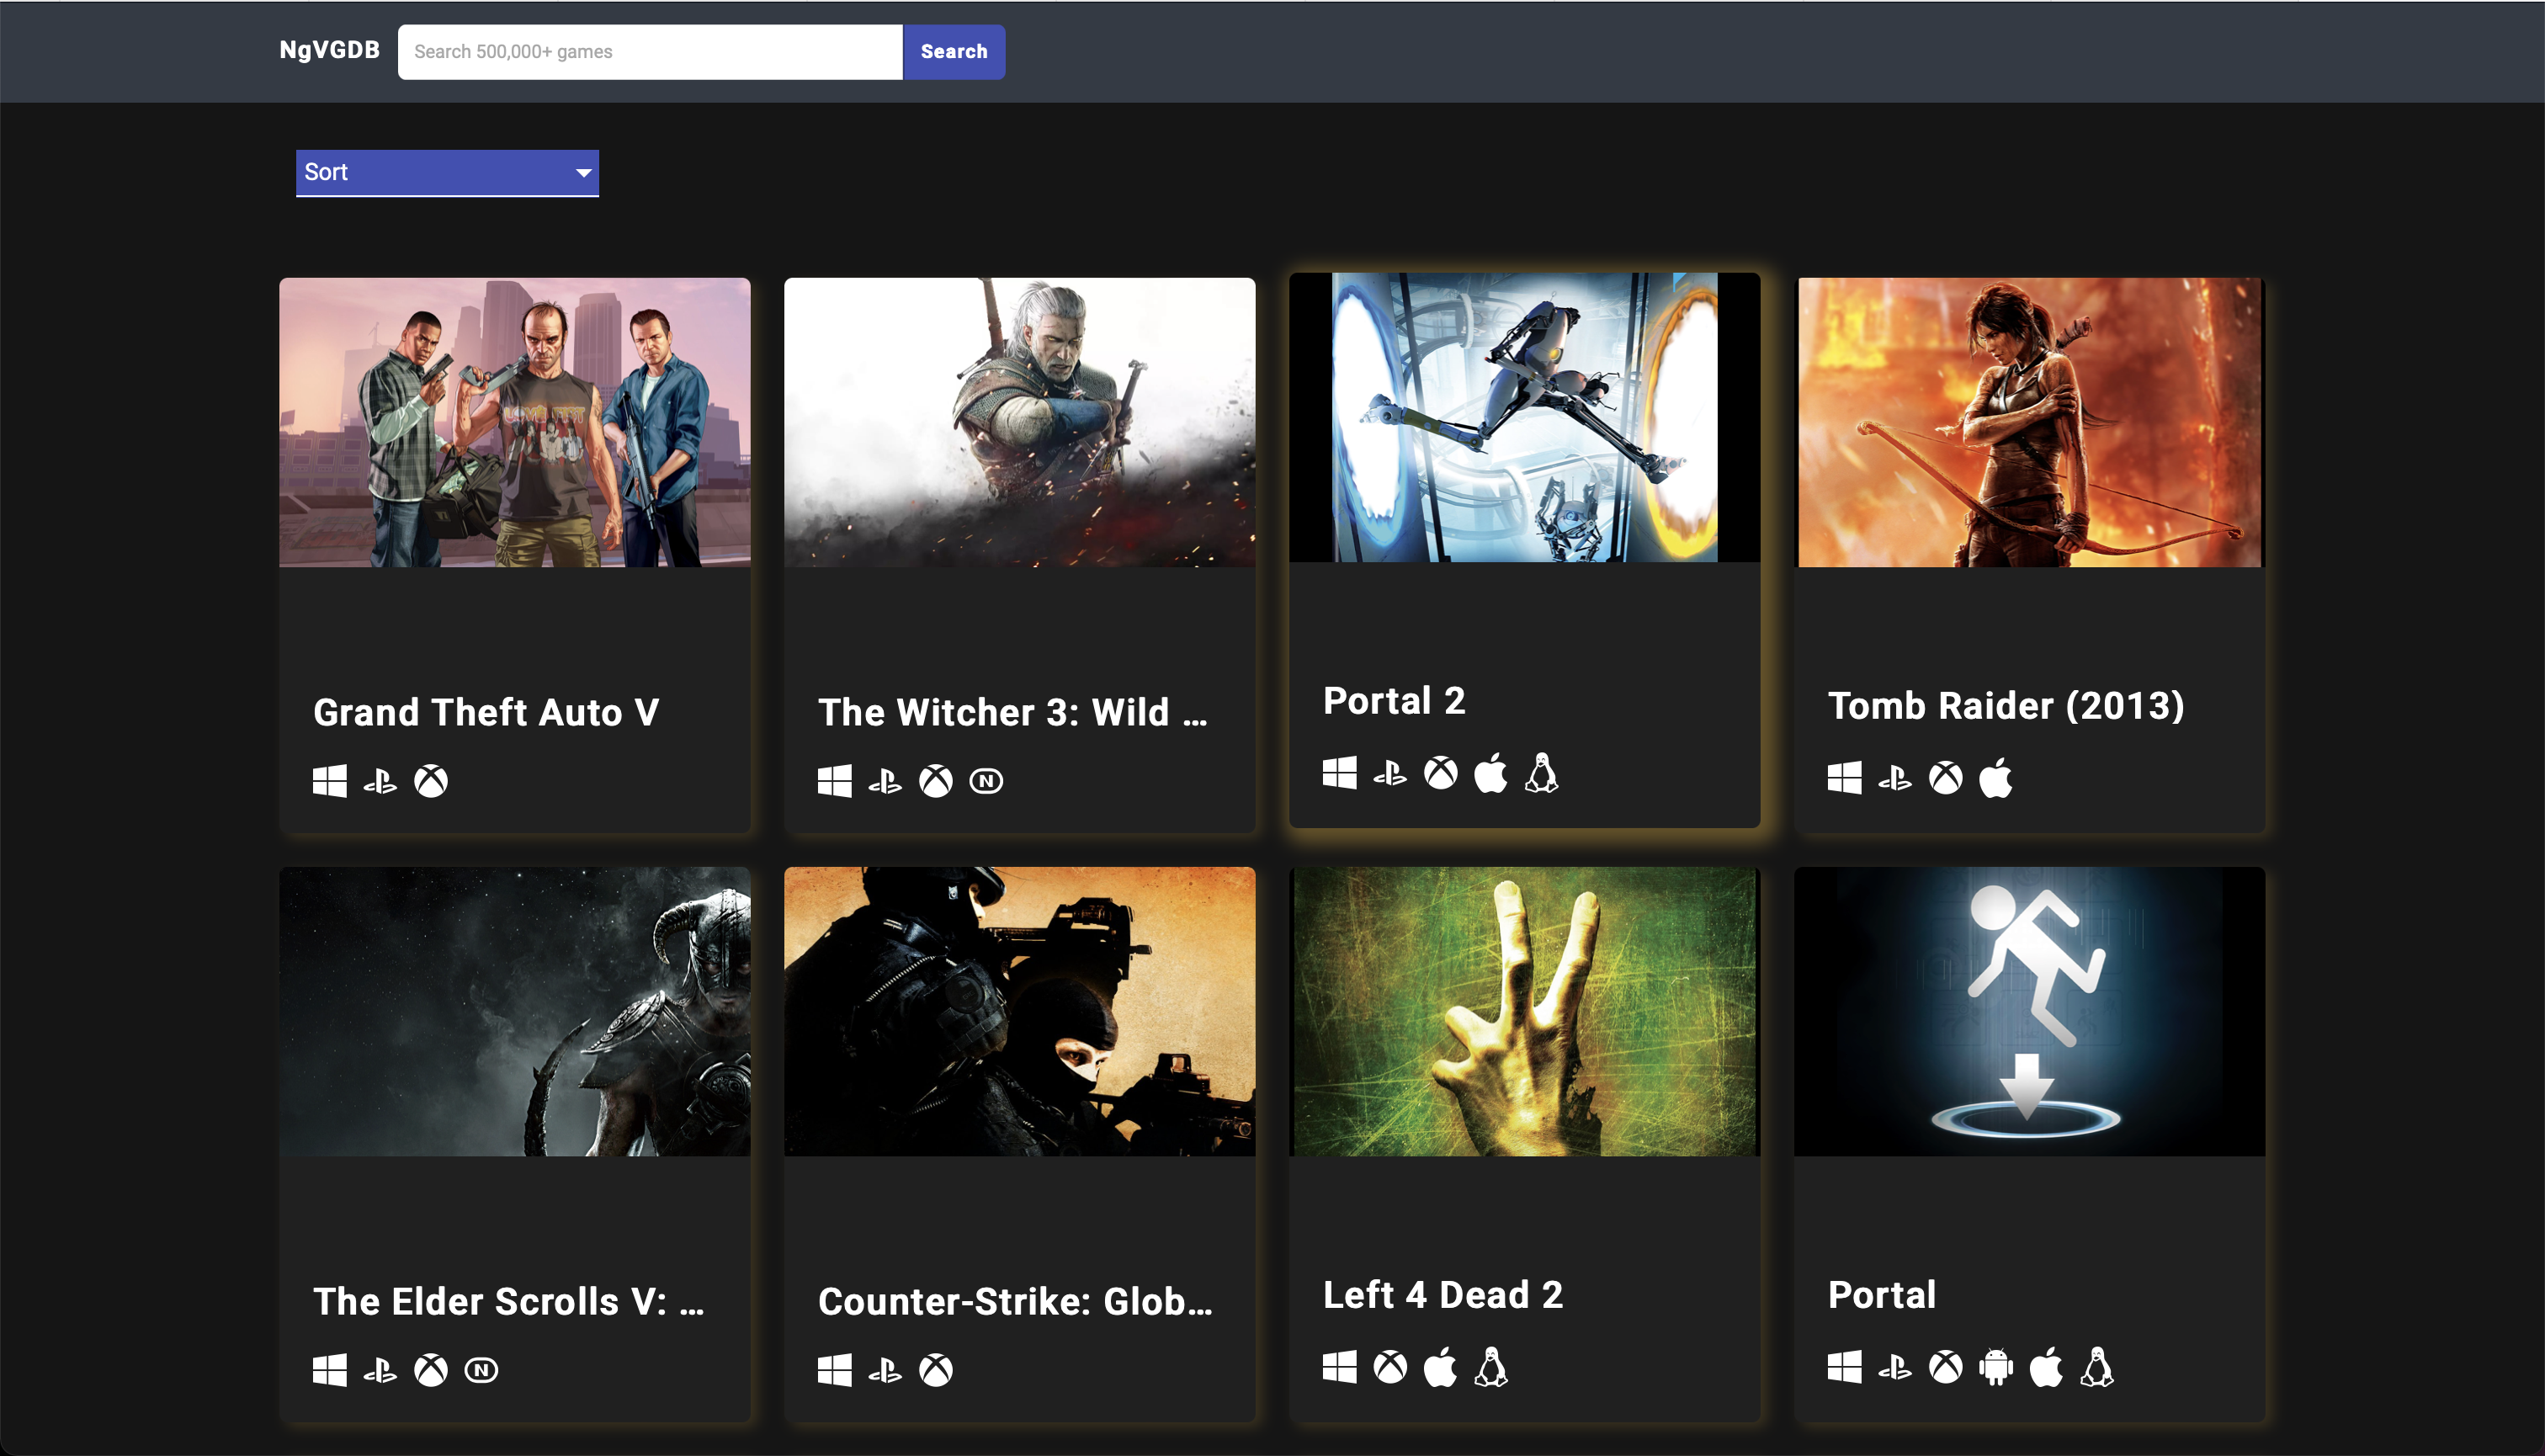 NgVGDB
Search 500,000+ games
Search
Sort
Grand Theft Auto V
The Witcher 3: Wild ...
Portal 2
Tomb Raider (2013)
The Elder Scrolls V: ...
Counter-Strike: Glob...
Left 4 Dead 2
Portal